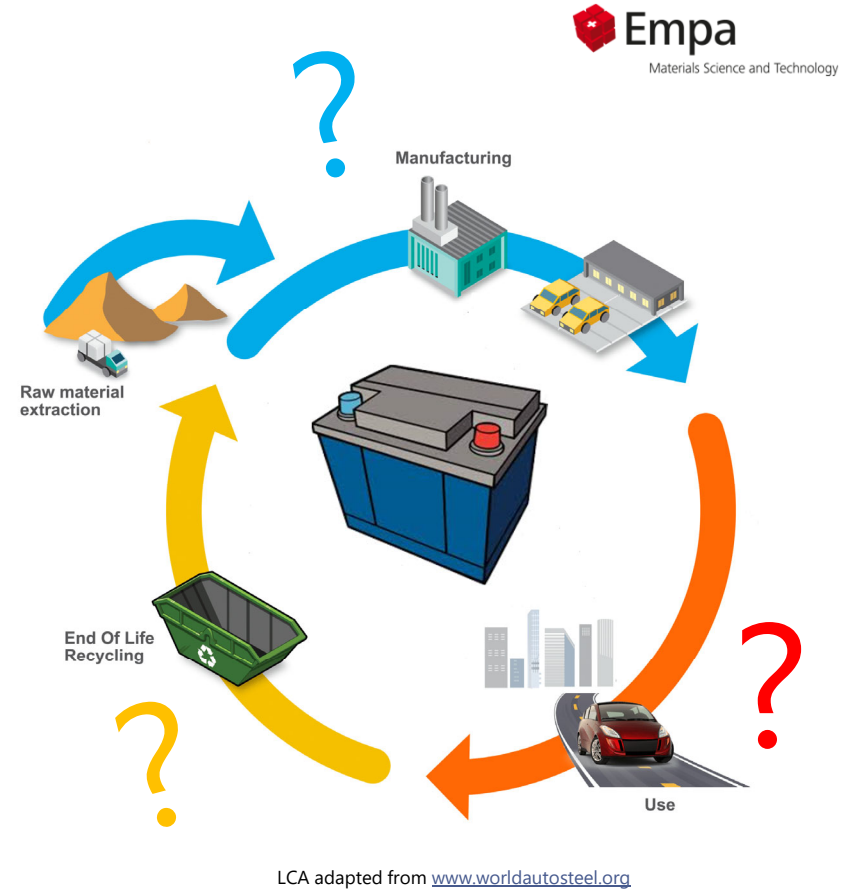 Empa
Materials Science and Technology
?
Manufacturing
Raw material
extraction
End Of Life
Recycling
?
?
Use
LCA adapted from www.worldautosteel.org